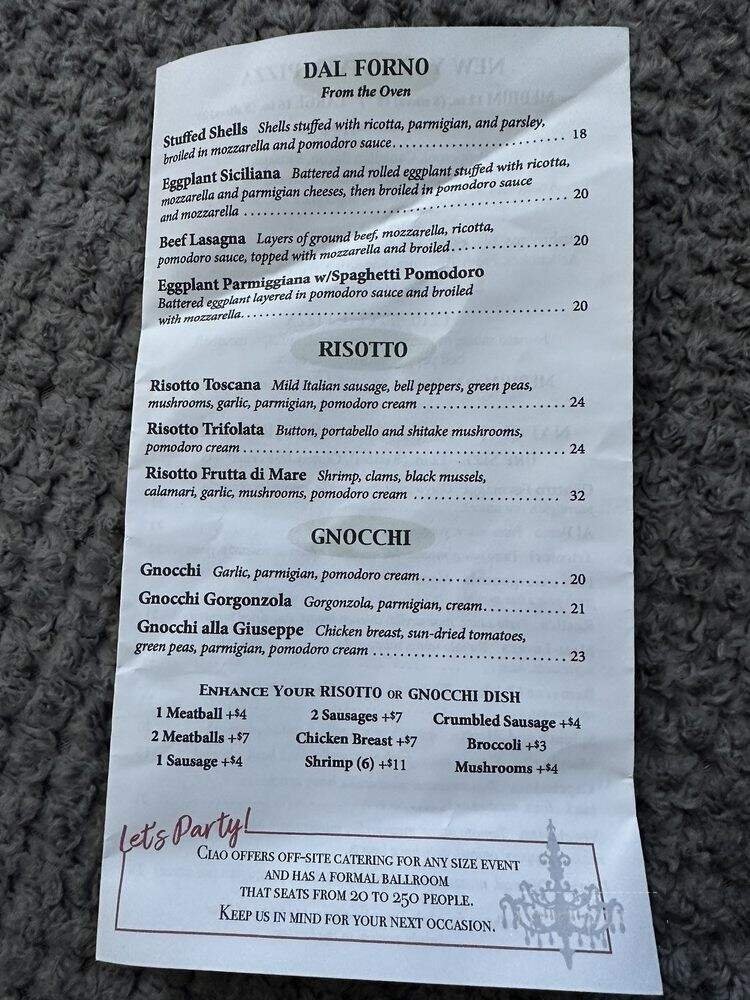 DAL FORNO
From the Oven
Stuffed Shells Shells stuffed with ricotta, parmigian, and parsley,
broiled in mozzarella and pomodoro sauce.............................. 18
Eggplant Siciliana Battered and rolled eggplant stuffed with ricotta,
mozzarella and parmigian cheeses, then broiled in pomodoro sauce
and mozzarella .................................................... 20
Beef Lasagna Layers of ground beef, mozzarella, ricotta,
pomodoro sauce, topped with mozzarella and broiled.................. 20
Eggplant Parmiggiana w/Spaghetti Pomodoro
Battered eggplant layered in pomodoro sauce and broiled
with mozzarella.................................................... 20
RISOTTO
Risotto Toscana Mild Italian sausage, bell peppers, green peas,
mushrooms, garlic, parmigian, pomodoro cream ...................... 24
Risotto Trifolata Button, portabello and shitake mushrooms,
pomodoro cream .................................................... 24
Risotto Frutta di Mare Shrimp, clams, black mussels,
calamari, garlic, mushrooms, pomodoro cream ...................... 32
GNOCCHI
Gnocchi Garlic, parmigian, pomodoro cream...................... 20
Gnocchi Gorgonzola Gorgonzola, parmigian, cream............ 21
Gnocchi alla Giuseppe Chicken breast, sun-dried tomatoes,
green peas, parmigian, pomodoro cream ............................ 23
ENHANCE YOUR RISOTTO OR GNOCCHI DISH
1 Meatball +$4 2 Sausages +$7 Crumbled Sausage +$4
2 Meatballs +$7 Chicken Breast +$7 Broccoli +$3
1 Sausage +$4 Shrimp (6) +$11 Mushrooms +$4
Let's Party!
CIAO OFFERS OFF-SITE CATERING FOR ANY SIZE EVENT
AND HAS A FORMAL BALLROOM
THAT SEATS FROM 20 TO 250 PEOPLE.
KEEP US IN MIND FOR YOUR NEXT OCCASION.